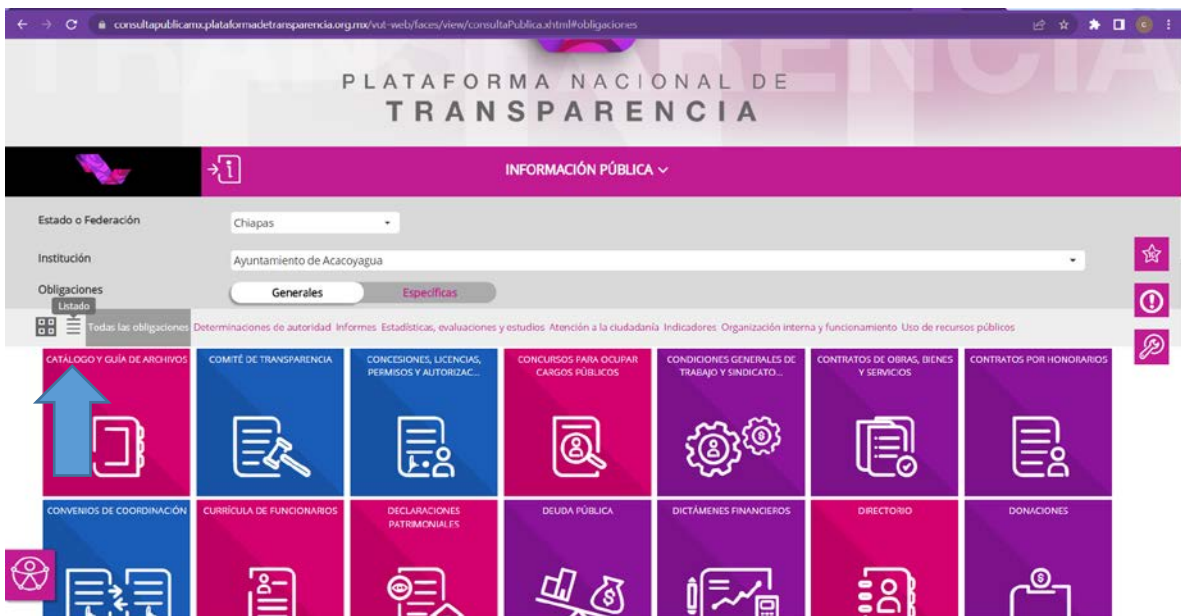 consultapublicamx.plataformadetransparencia.org.mx/vut-web/faces/view/consultaPublica.xhtml#obligaciones
PLATAFORMA NACIONAL DE
TRANSPARENCIA
INFORMACIÓN PÚBLICA
Estado o Federación
Chiapas
Institución
Ayuntamiento de Acacoyagua
Obligaciones
Generales Específicas
Listado
Todas las obligaciones Determinaciones de autoridad Informes Estadísticas, evaluaciones y estudios Atención a la ciudadanía Indicadores Organización interna y funcionamiento Uso de recursos públicos
CATÁLOGO Y GUÍA DE ARCHIVOS
COMITÉ DE TRANSPARENCIA
CONCESIONES, LICENCIAS,
PERMISOS Y AUTORIZAC...
CONCURSOS PARA OCUPAR
CARGOS PÚBLICOS
CONDICIONES GENERALES DE
TRABAJO Y SINDICATO...
CONTRATOS DE OBRAS, BIENES
Y SERVICIOS
CONTRATOS POR HONORARIOS
CONVENIOS DE COORDINACIÓN
CURRÍCULA DE FUNCIONARIOS
DECLARACIONES
PATRIMONIALES
DEUDA PÚBLICA
DICTÁMENES FINANCIEROS
DIRECTORIO
DONACIONES